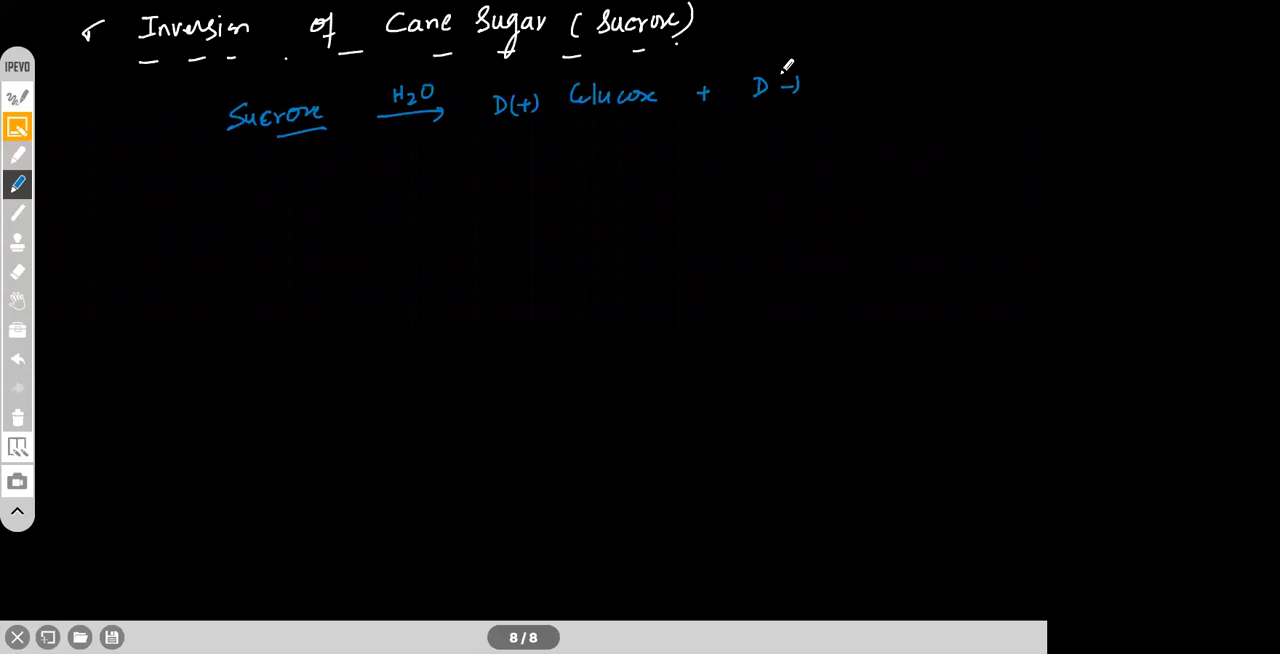 Inversion of Cane Sugar (Sucrose)
Sucrose H2O → D(+) Glucose + D -)
IPEVO
8 / 8